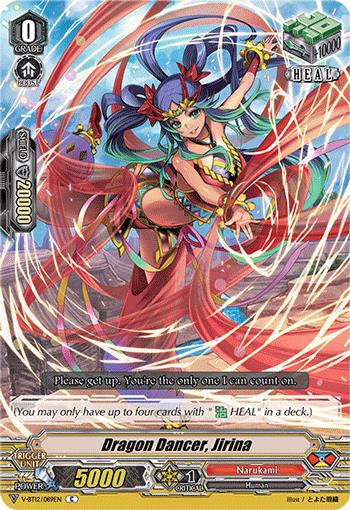 0
GRADE
BOOST
10000
HEAL
SHIELD 20000
Please get up. You're the only one I can count on.
(You may only have up to four cards with " 治 HEAL" in a deck.)
Dragon Dancer, Jirina
TRIGGER UNIT
POWER
5000
1
CRITICAL
Narukami
Human
V-BT12/089EN C
Illust / とよた瑣織